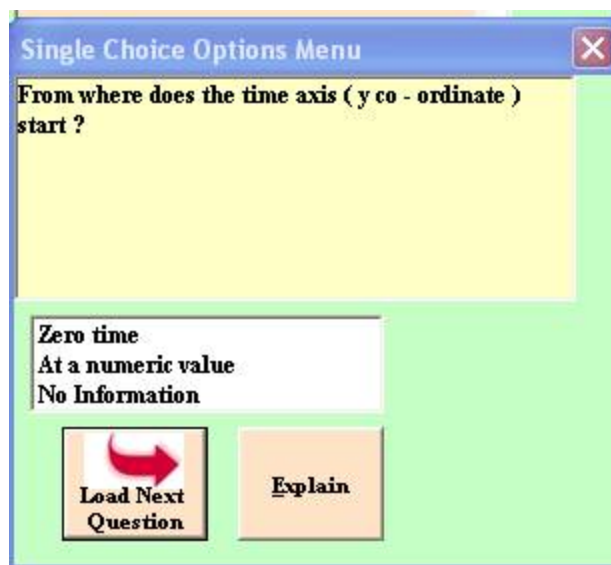 Single Choice Options Menu
From where does the time axis ( y co - ordinate )
start ?
Zero time
At a numeric value
No Information
Load Next
Question
Explain